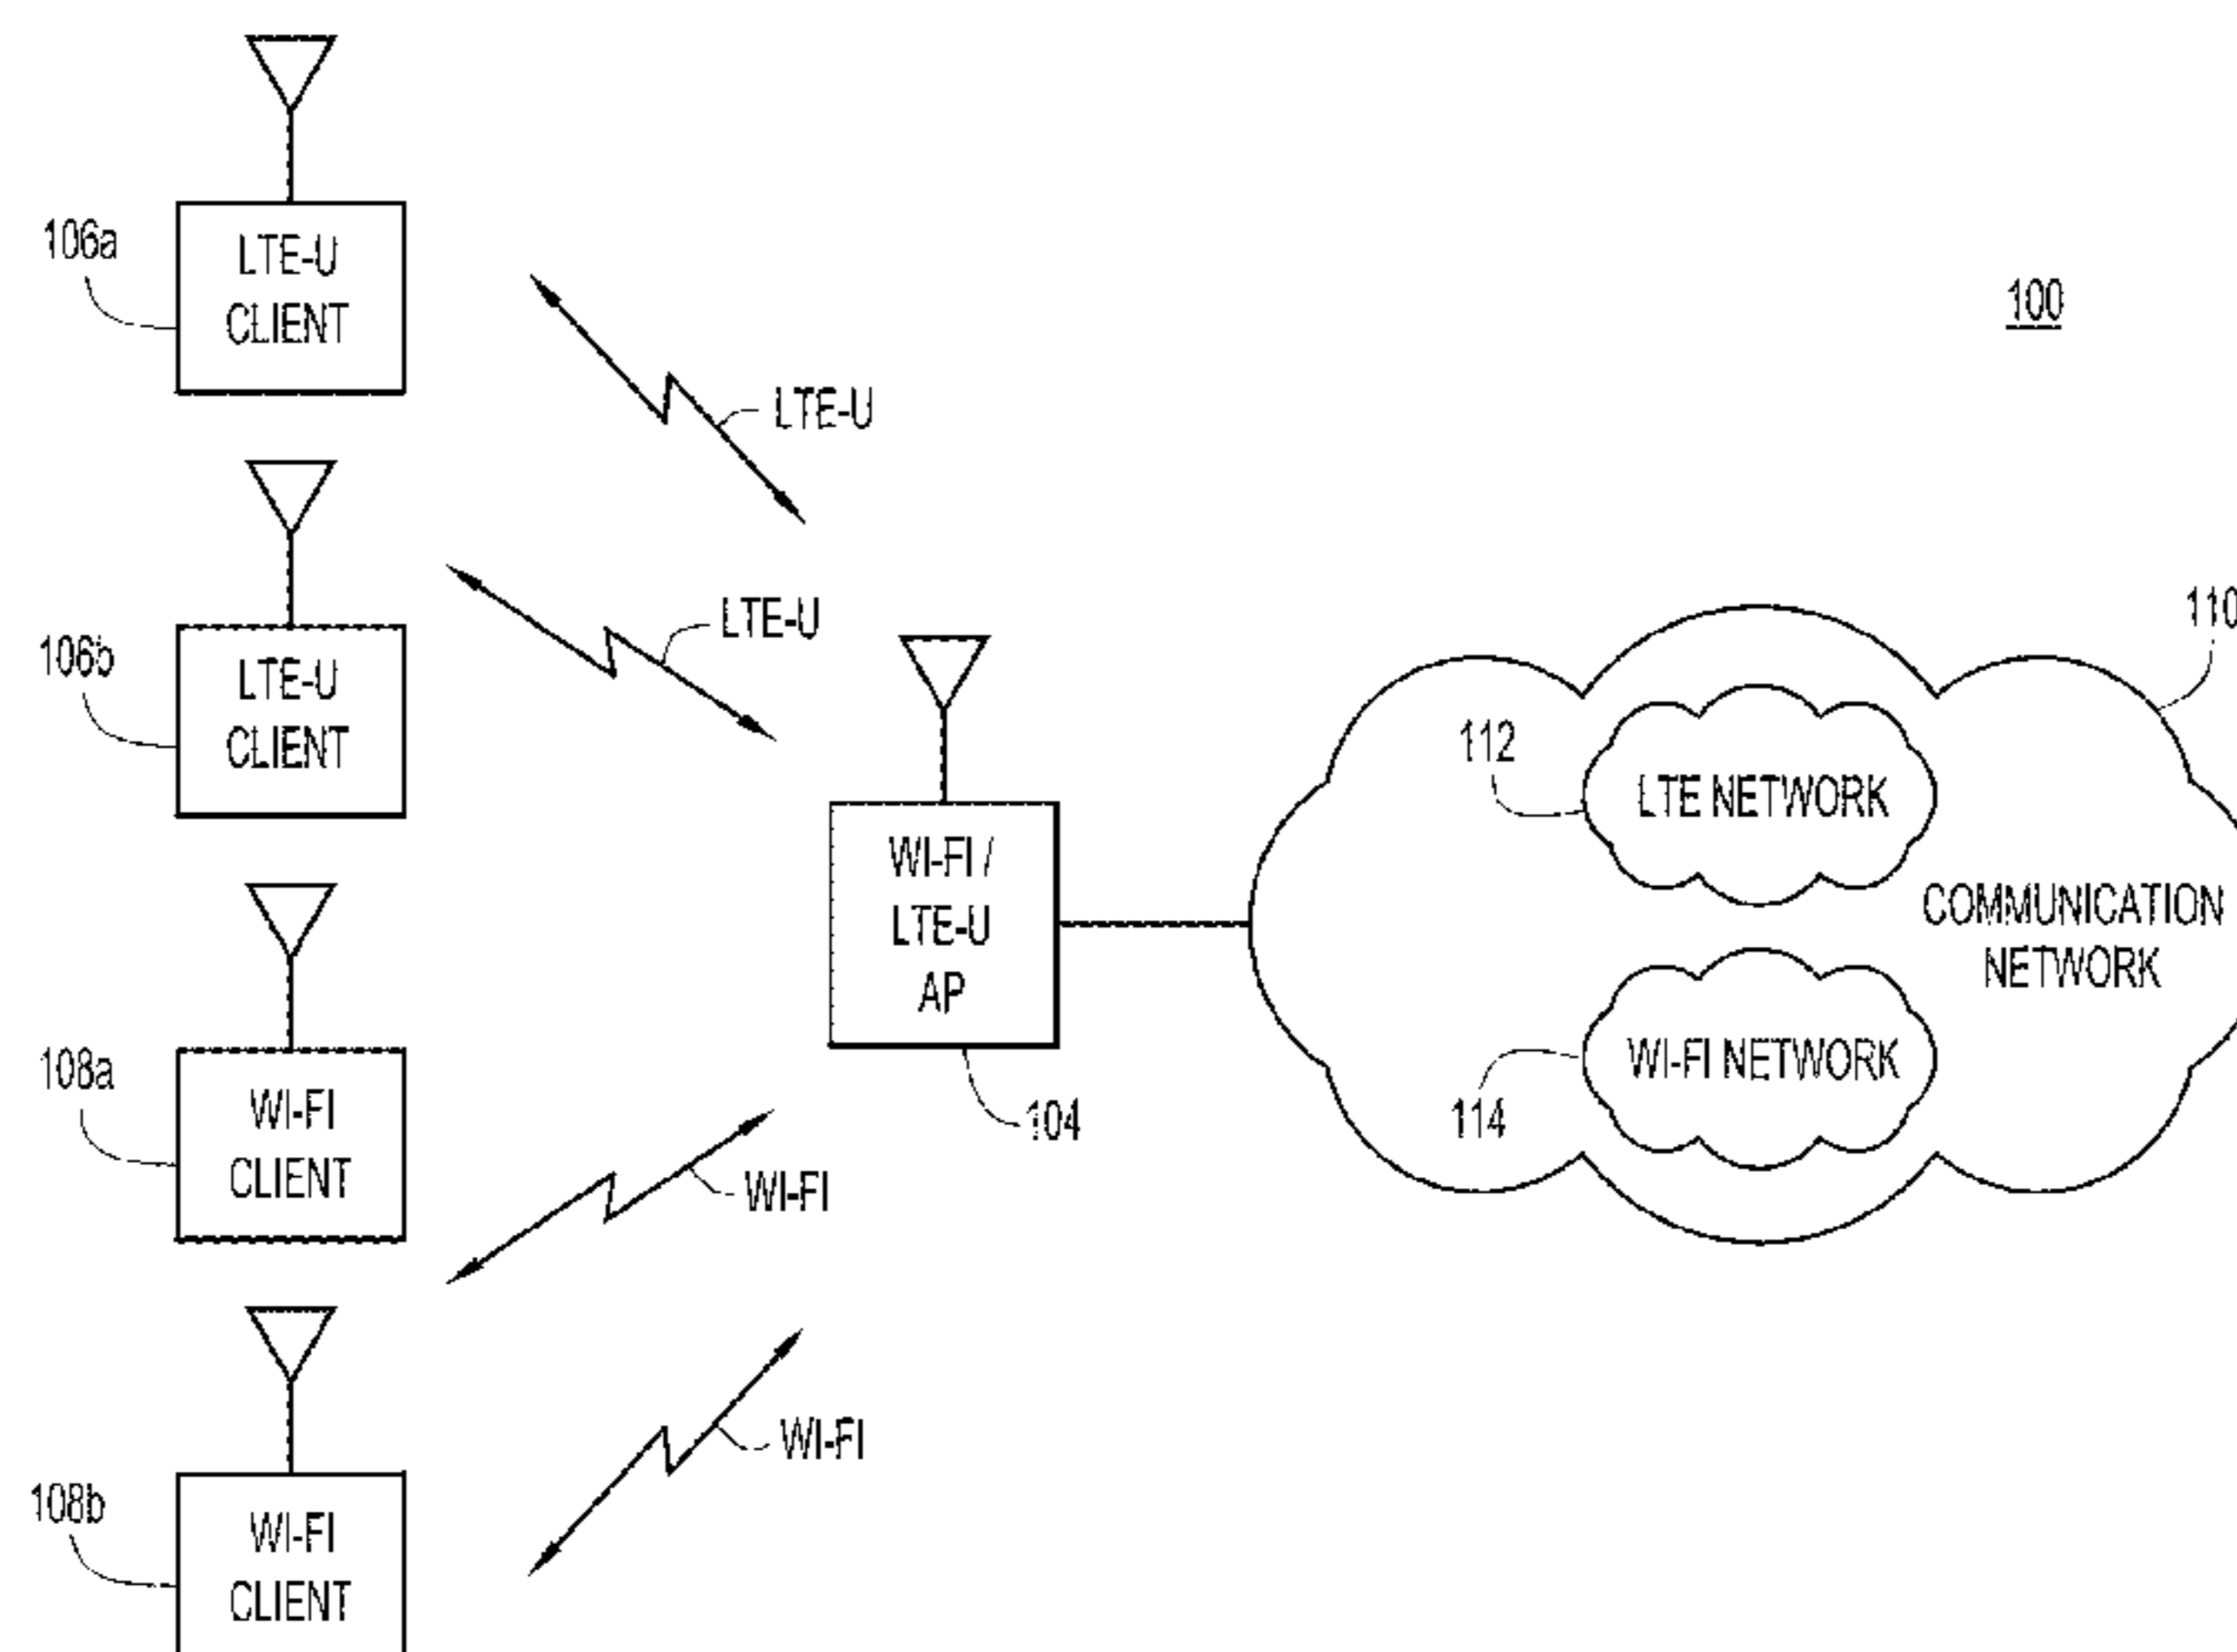 106a
LTE-U
CLIENT
LTE-U
100
106b
LTE-U
CLIENT
LTE-U
110
112
LTE NETWORK
WI-FI /
LTE-U
AP
COMMUNICATION
NETWORK
108a
WI-FI
CLIENT
104
WI-FI NETWORK
114
WI-FI
WI-FI
108b
WI-FI
CLIENT